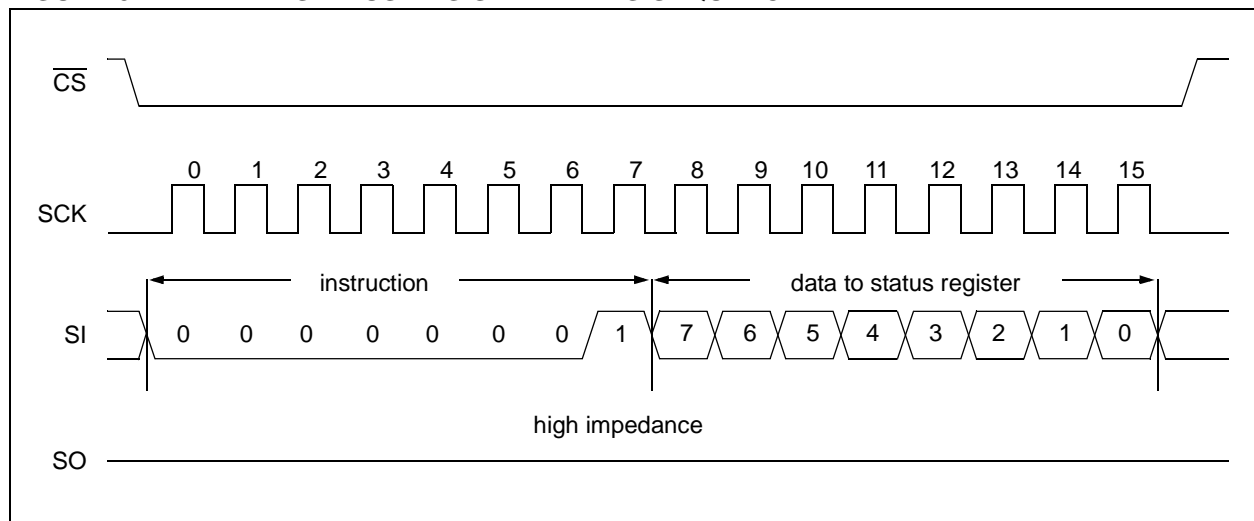 CS
0 1 2 3 4 5 6 7 8 9 10 11 12 13 14 15
SCK
instruction data to status register
SI 0 0 0 0 0 0 0 1 7 6 5 4 3 2 1 0
high impedance
SO